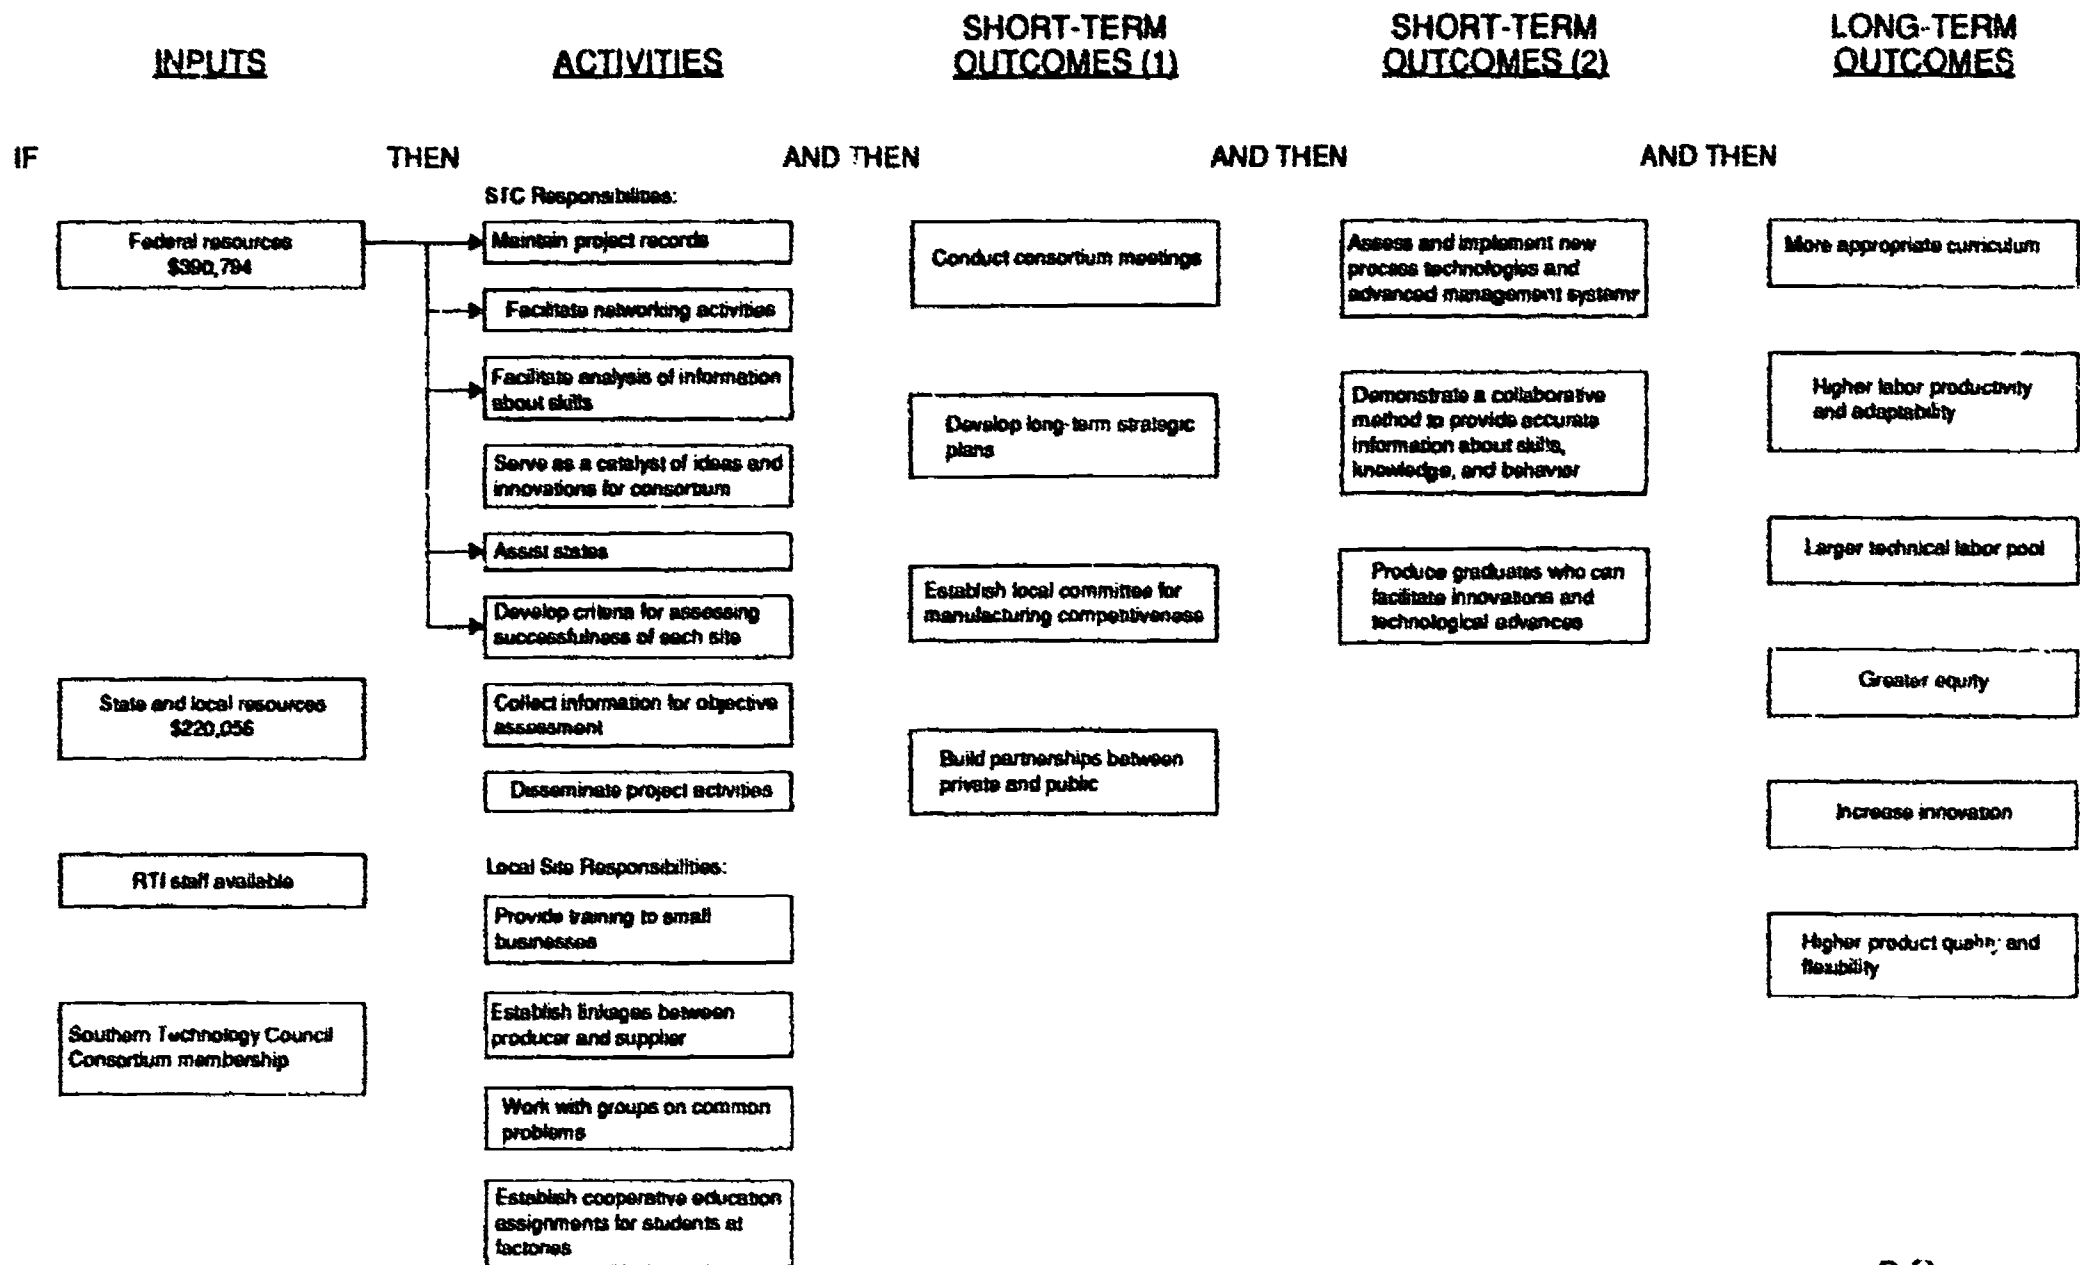 INPUTS
ACTIVITIES
SHORT-TERM
OUTCOMES (1)
SHORT-TERM
OUTCOMES (2)
LONG-TERM
OUTCOMES
IF
THEN
AND THEN
AND THEN
AND THEN
Federal resources
$390,794
State and local resources
$220,056
RTI staff available
Southern Technology Council
Consortium membership
STC Responsibilities:
Maintain project records
Facilitate networking activities
Facilitate analysis of information
about skills
Serve as a catalyst of ideas and
innovations for consortium
Assist states
Develop criteria for assessing
successfulness of each site
Collect information for objective
assessment
Disseminate project activities
Local Site Responsibilities:
Provide training to small
businesses
Establish linkages between
producer and supplier
Work with groups on common
problems
Establish cooperative education
assignments for students at
factories
Conduct consortium meetings
Develop long-term strategic
plans
Establish local committee for
manufacturing competitiveness
Build partnerships between
private and public
Assess and implement new
process technologies and
advanced management systems
Demonstrate a collaborative
method to provide accurate
information about skills,
knowledge, and behavior
Produce graduates who can
facilitate innovations and
technological advances
More appropriate curriculum
Higher labor productivity
and adaptability
Larger technical labor pool
Greater equity
Increase innovation
Higher product quality and
flexibility